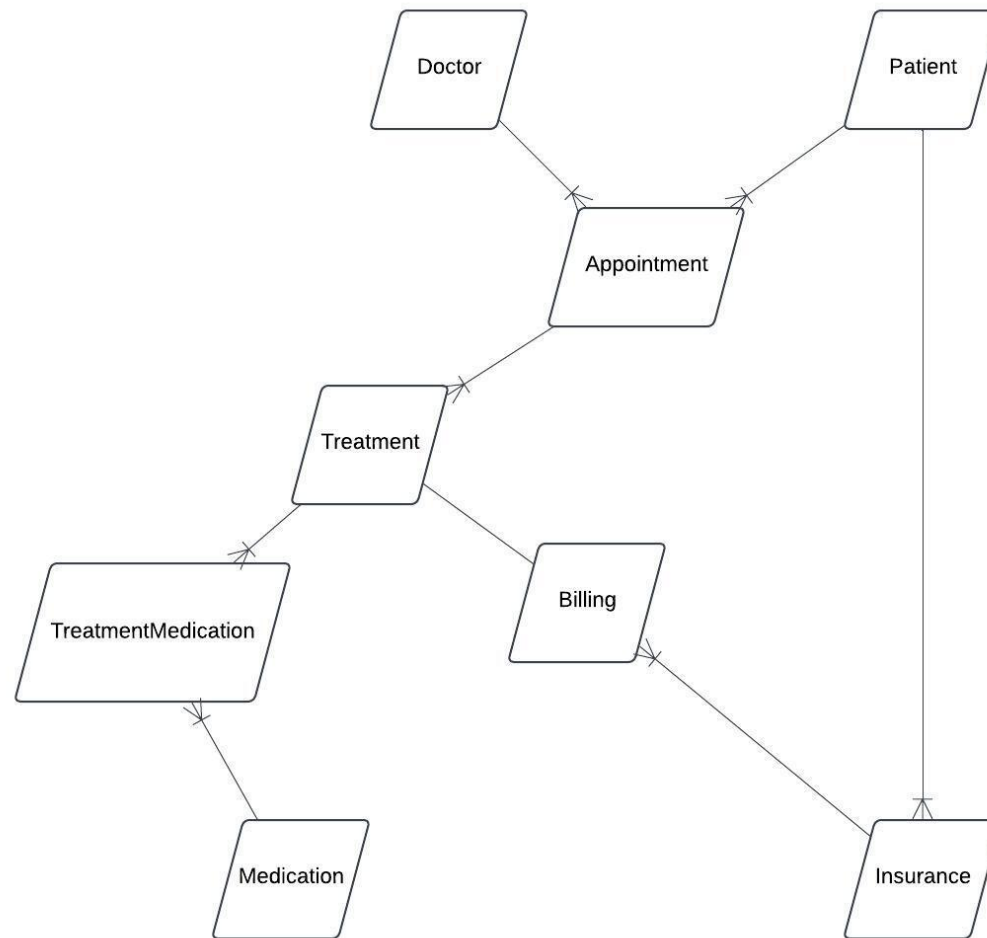 Doctor
Patient
Appointment
Treatment
Billing
TreatmentMedication
Medication
Insurance